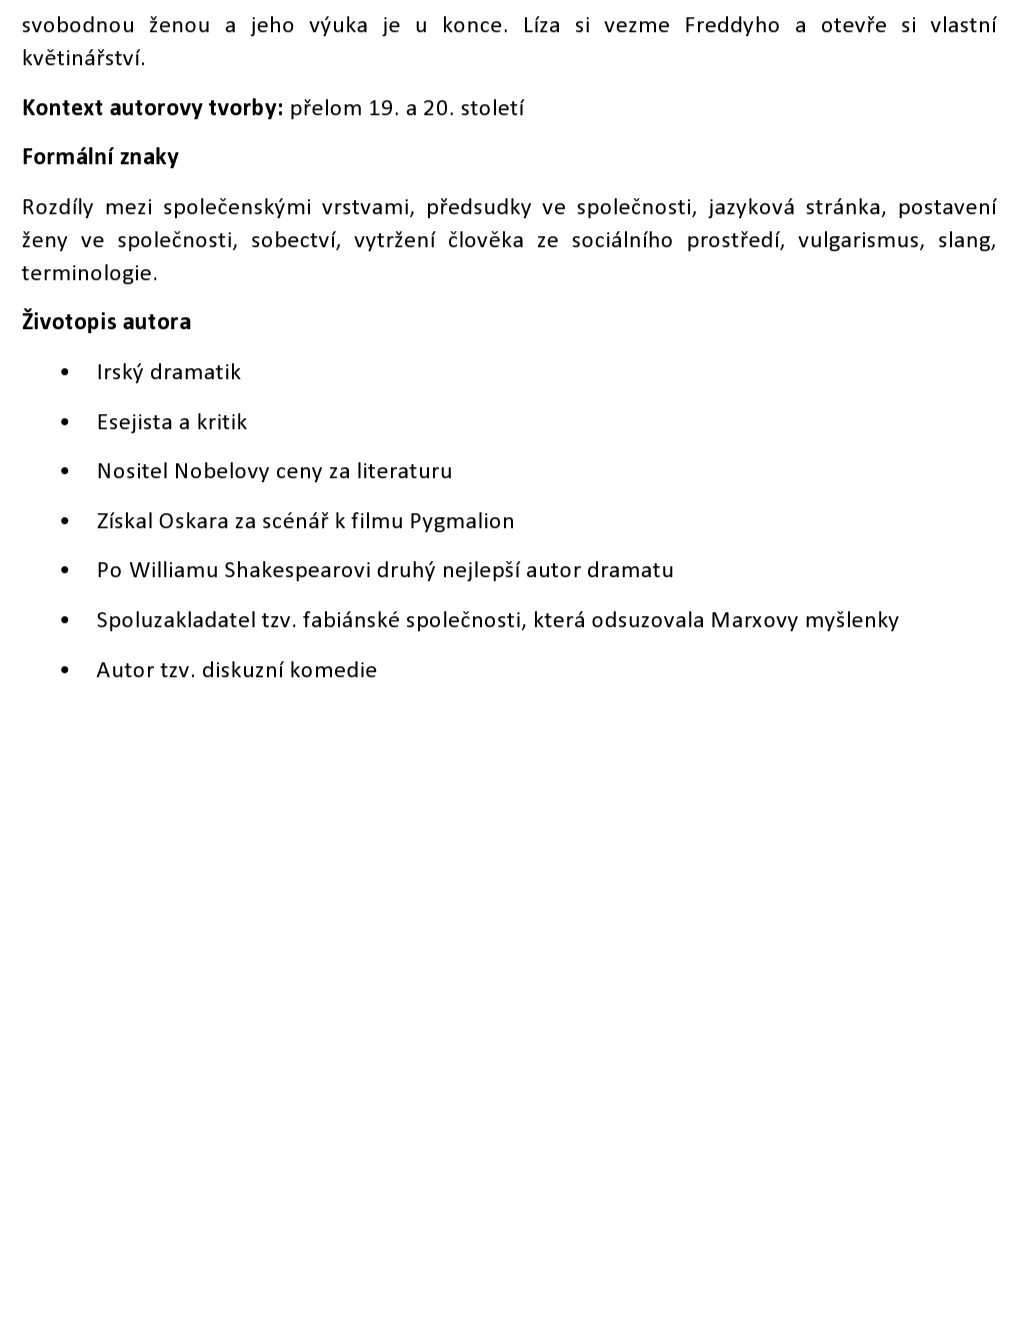 svobodnou ženou a jeho výuka je u konce. Líza si vezme Freddyho a otevře si vlastní
květinářství.
Kontext autorovy tvorby: přelom 19. a 20. století
Formální znaky
Rozdíly mezi společenskými vrstvami, předsudky ve společnosti, jazyková stránka, postavení
ženy ve společnosti, sobectví, vytržení člověka ze sociálního prostředí, vulgarismus, slang,
terminologie.
Životopis autora
• Irský dramatik
• Esejista a kritik
• Nositel Nobelovy ceny za literaturu
• Získal Oskara za scénář k filmu Pygmalion
• Po Williamu Shakespearovi druhý nejlepší autor dramatu
• Spoluzakladatel tzv. fabiánské společnosti, která odsuzovala Marxovy myšlenky
• Autor tzv. diskuzní komedie